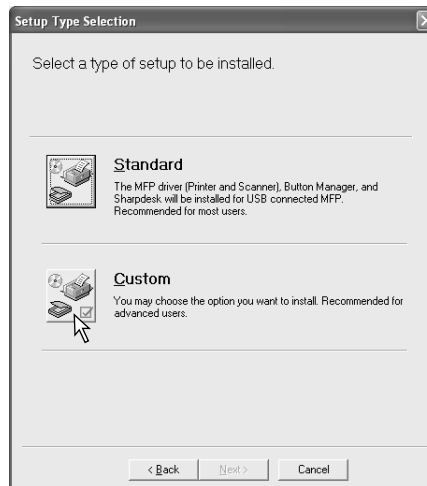 Setup Type Selection
Select a type of setup to be installed.
Standard
The MFP driver (Printer and Scanner), Button Manager, and
Sharpdesk will be installed for USB connected MFP.
Recommended for most users.
Custom
You may choose the option you want to install. Recommended for
advanced users.
< Back
Next >
Cancel